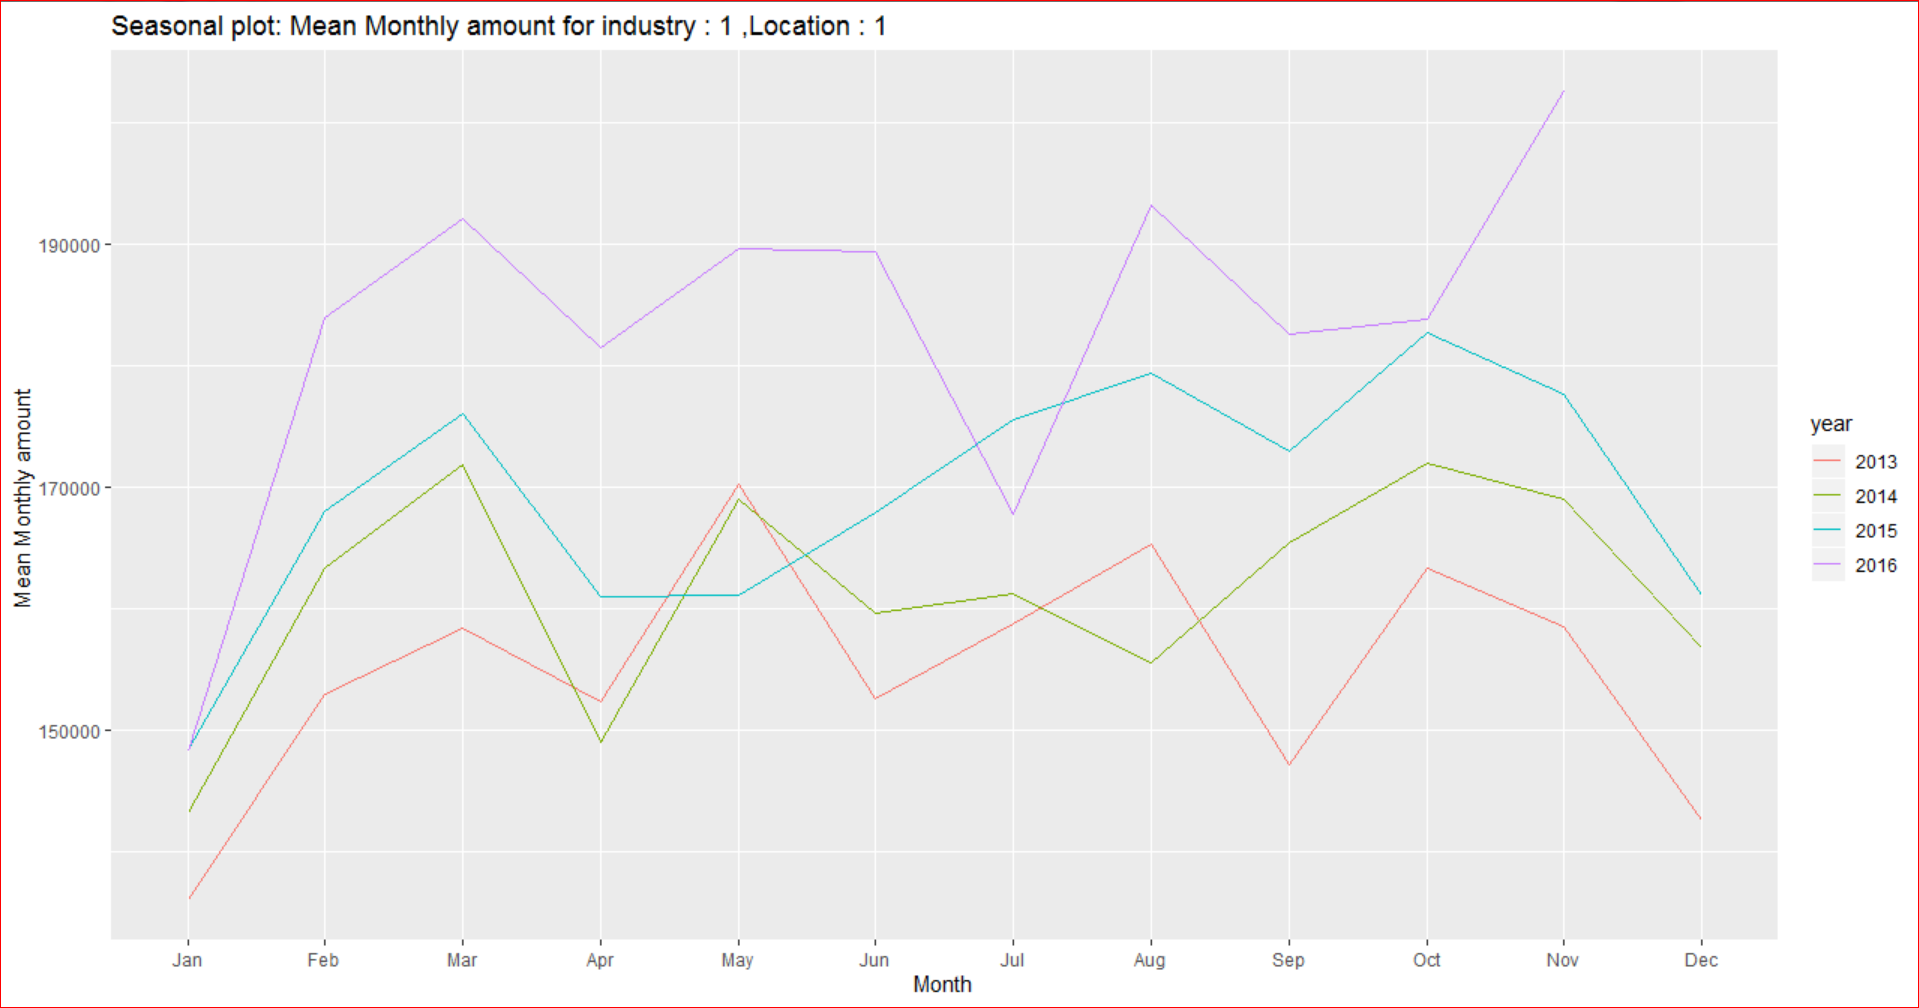 Seasonal plot: Mean Monthly amount for industry : 1 ,Location : 1
Mean Monthly amount
190000
170000
150000
Jan Feb Mar Apr May Jun Jul Aug Sep Oct Nov Dec
Month
year
2013
2014
2015
2016